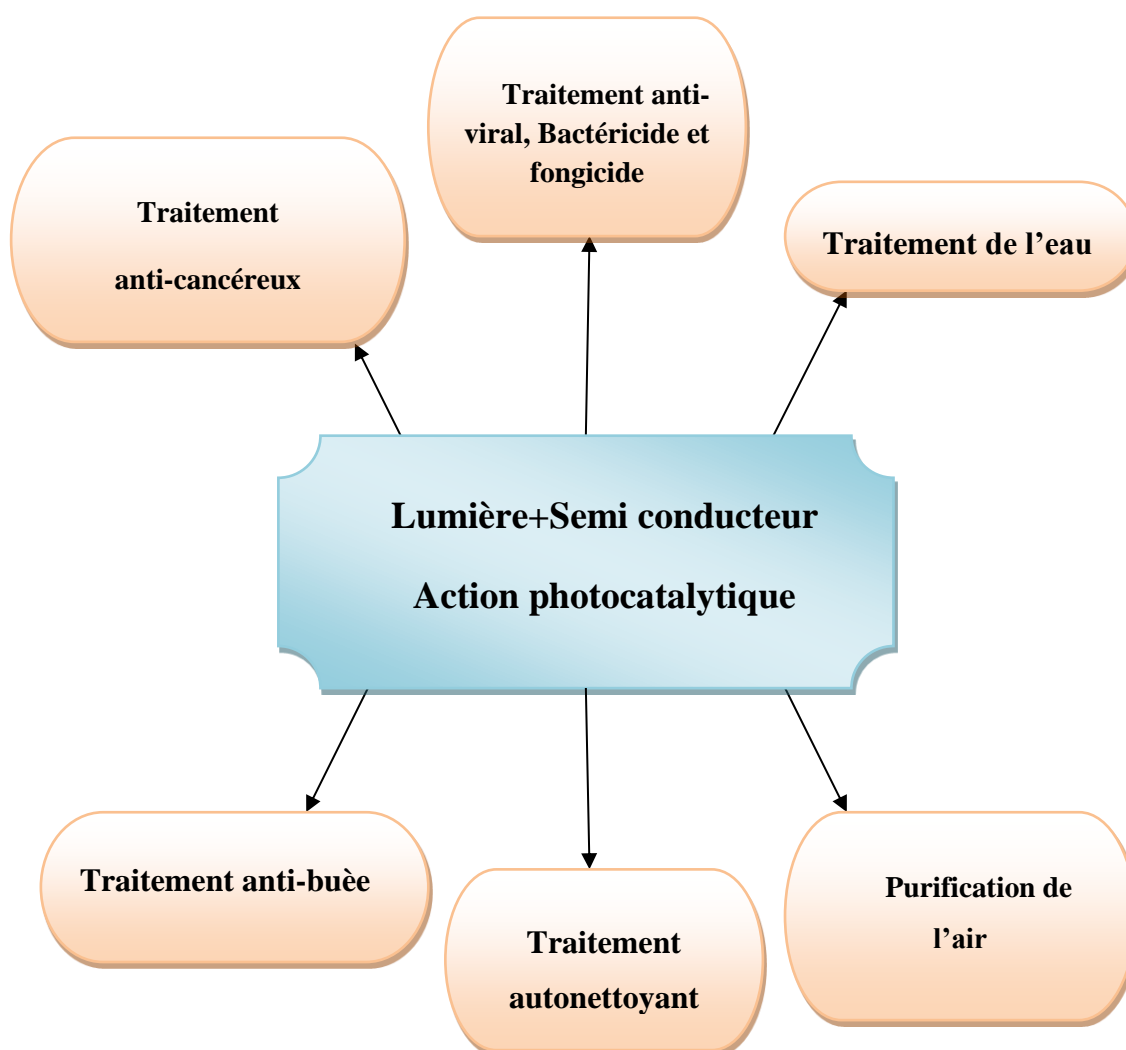 Traitement anti-
viral, Bactéricide et
fongicide
Traitement
anti-cancéreux
Traitement de l’eau
Lumière+Semi conducteur
Action photocatalytique
Traitement anti-buèe
Traitement
autonettoyant
Purification de
l’air